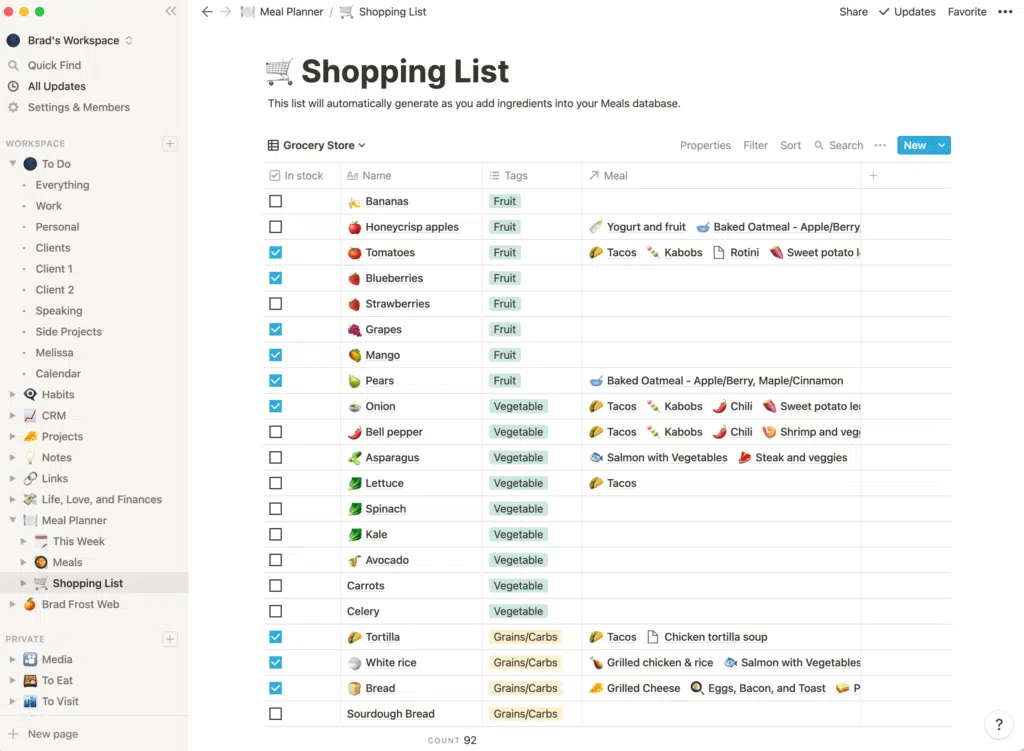 Meal Planner / Shopping List
Share Updates Favorite •••
Brad's Workspace
Quick Find
All Updates
Settings & Members
WORKSPACE
To Do
Everything
Work
Personal
Clients
Client 1
Client 2
Speaking
Side Projects
Melissa
Calendar
Habits
CRM
Projects
Notes
Links
Life, Love, and Finances
Meal Planner
This Week
Meals
Shopping List
Brad Frost Web
PRIVATE
Media
To Eat
To Visit
New page
Shopping List
This list will automatically generate as you add ingredients into your Meals database.
Grocery Store
Properties Filter Sort Search ••• New
In stock Aa Name Tags Meal
Bananas Fruit
Honeycrisp apples Fruit Yogurt and fruit Baked Oatmeal - Apple/Berry,
Tomatoes Fruit Tacos Kabobs Rotini Sweet potato
Blueberries Fruit
Strawberries Fruit
Grapes Fruit
Mango Fruit
Pears Fruit Baked Oatmeal - Apple/Berry, Maple/Cinnamon
Onion Vegetable Tacos Kabobs Chili Sweet potato
Bell pepper Vegetable Tacos Kabobs Chili Shrimp and
Asparagus Vegetable Salmon with Vegetables Steak and veggies
Lettuce Vegetable Tacos
Spinach Vegetable
Kale Vegetable
Avocado Vegetable
Carrots Vegetable
Celery Vegetable
Tortilla Grains/Carbs Tacos Chicken tortilla soup
White rice Grains/Carbs Grilled chicken & rice Salmon with Vegetables
Bread Grains/Carbs Grilled Cheese Eggs, Bacon, and Toast P
Sourdough Bread Grains/Carbs
COUNT 92
?